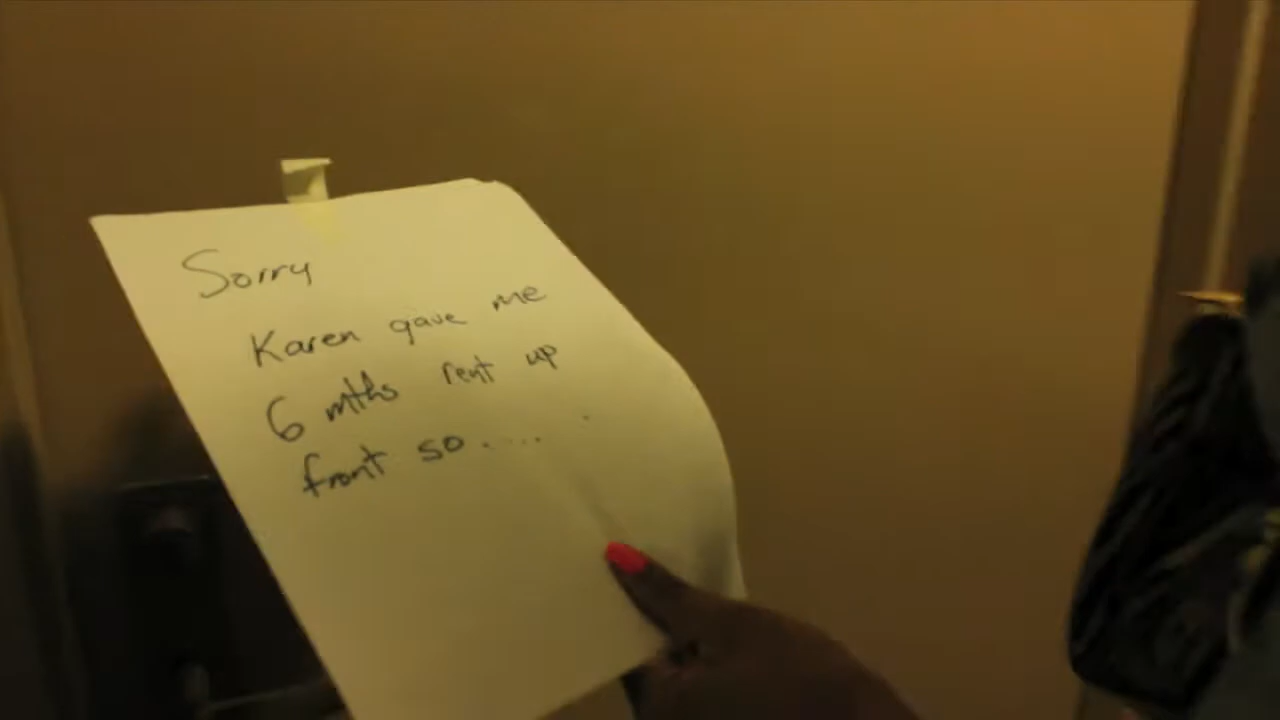 Sorry
Karen gave me
6 mths rent up
front so.....